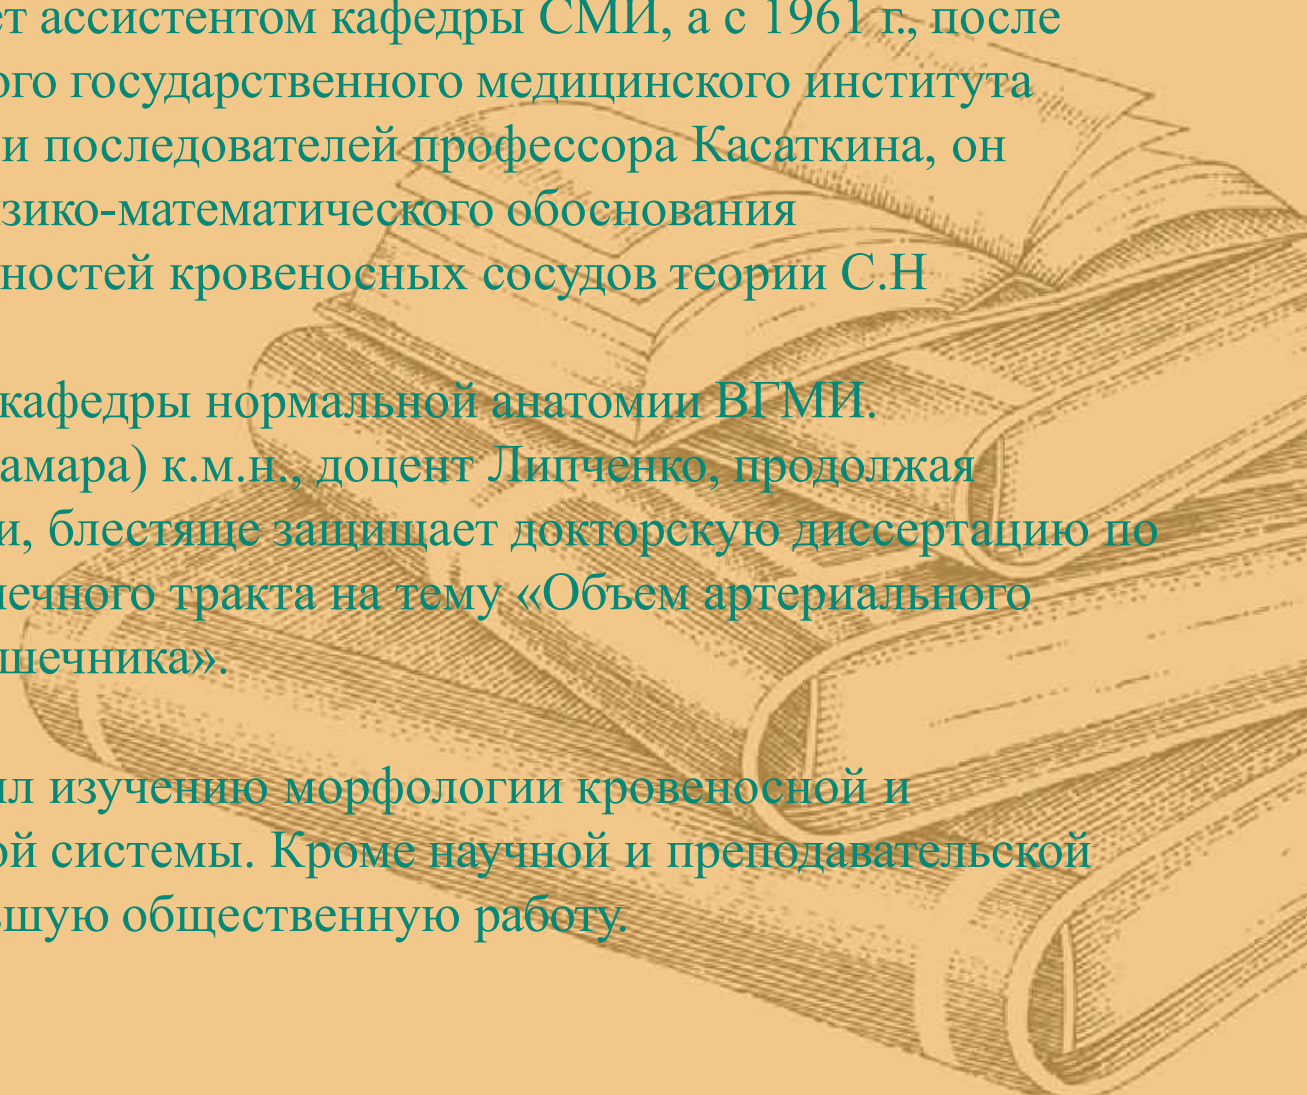 ет ассистентом кафедры СМИ, а с 1961 г., после
ого государственного медицинского института
и последователей профессора Касаткина, он
зико-математического обоснования
ностей кровеносных сосудов теории С.Н
кафедры нормальной анатомии ВГМИ.
амара) к.м.н., доцент Липченко, продолжая
и, блестяще защищает докторскую диссертацию по
ечного тракта на тему «Объем артериального
шечника».
ил изучению морфологии кровеносной и
ой системы. Кроме научной и преподавательской
ьшую общественную работу.